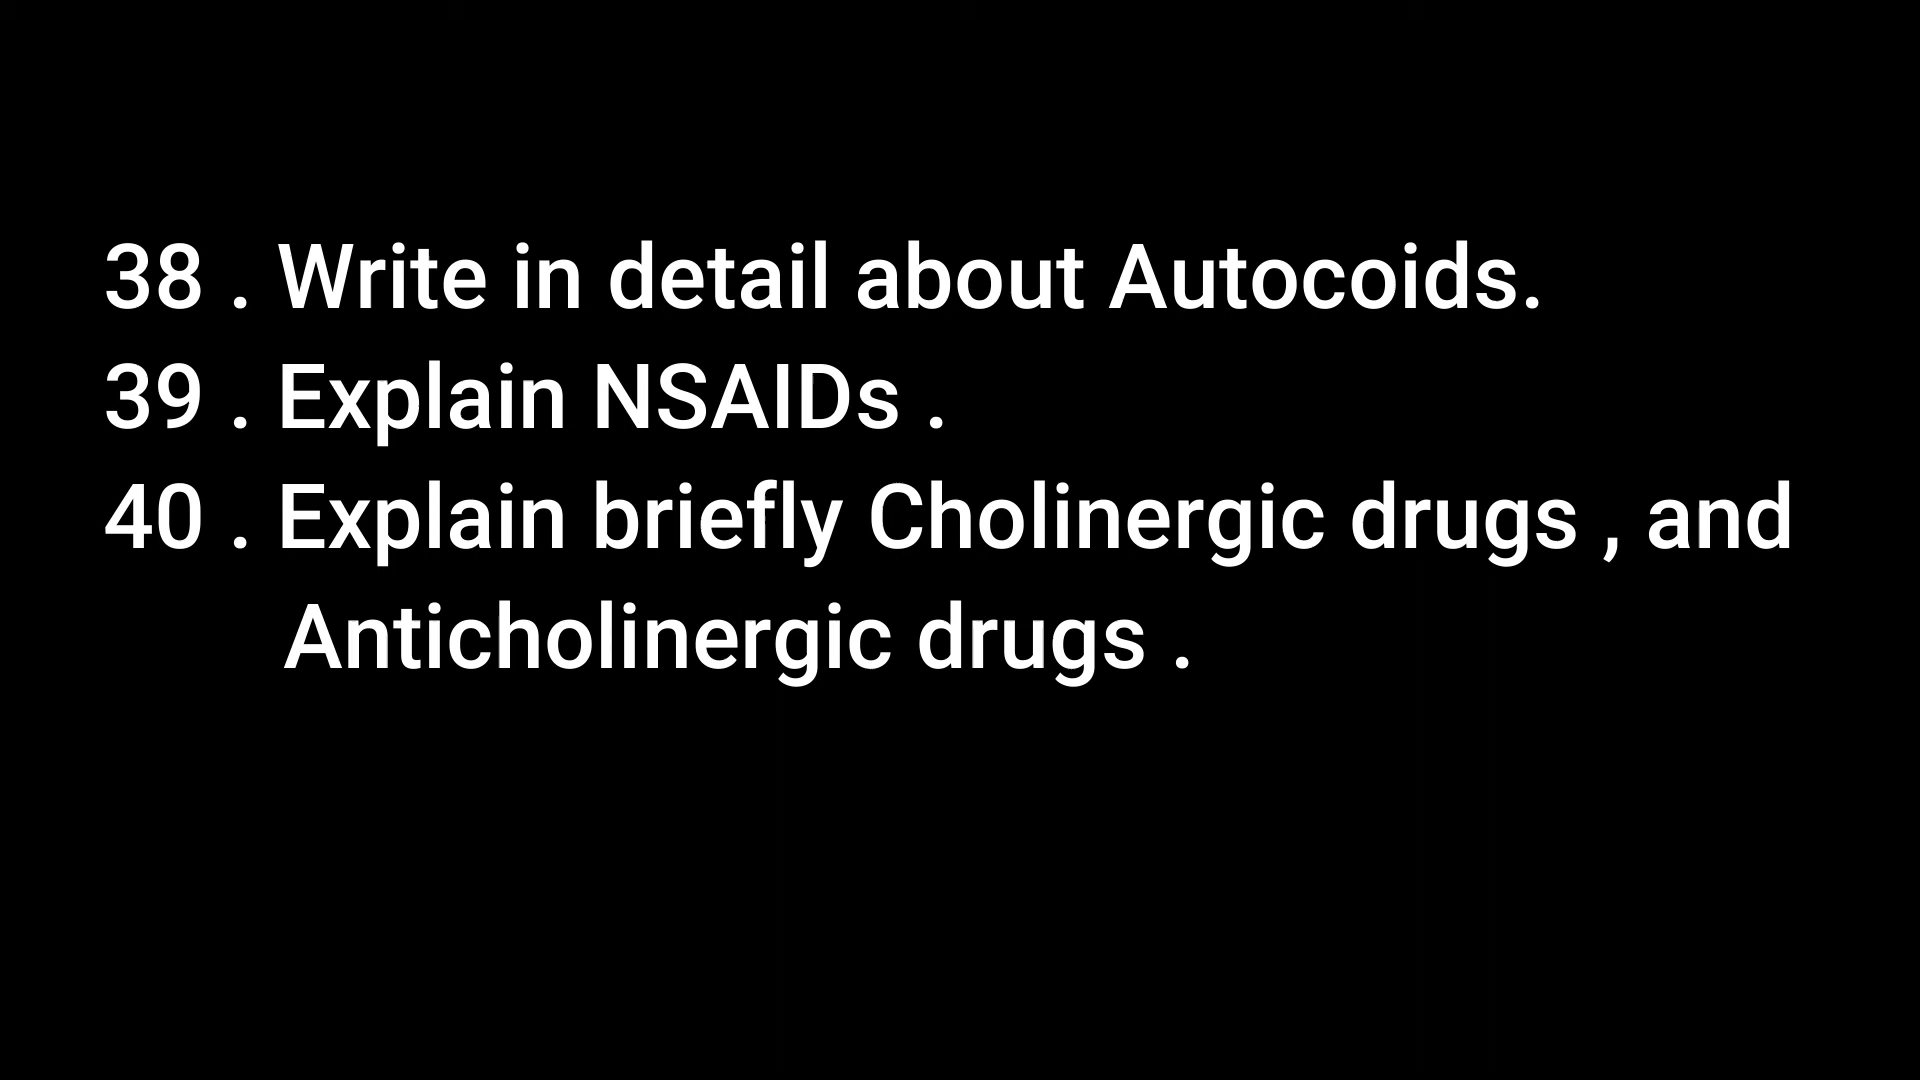 38 . Write in detail about Autocoids.
39 . Explain NSAIDs .
40 . Explain briefly Cholinergic drugs , and
Anticholinergic drugs .